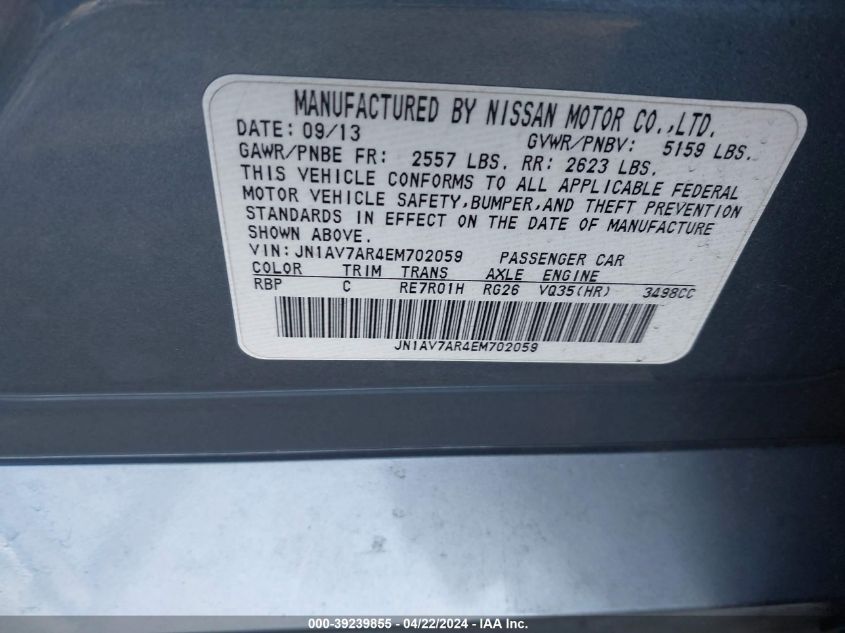 MANUFACTURED BY NISSAN MOTOR CO.,LTD.
DATE: 09/13 GVWR/PNBV: 5159 LBS.
GAWR/PNBE FR: 2557 LBS. RR: 2623 LBS.
THIS VEHICLE CONFORMS TO ALL APPLICABLE FEDERAL
MOTOR VEHICLE SAFETY,BUMPER,AND THEFT PREVENTION
STANDARDS IN EFFECT ON THE DATE OF MANUFACTURE
SHOWN ABOVE.
VIN:JN1AV7AR4EM702059 PASSENGER CAR
COLOR TRIM TRANS AXLE ENGINE
RBP C RE7R01H RG26 VQ35(HR) 3498CC
JN1AV7AR4EM702059
000-39239855 - 04/22/2024 - IAA Inc.